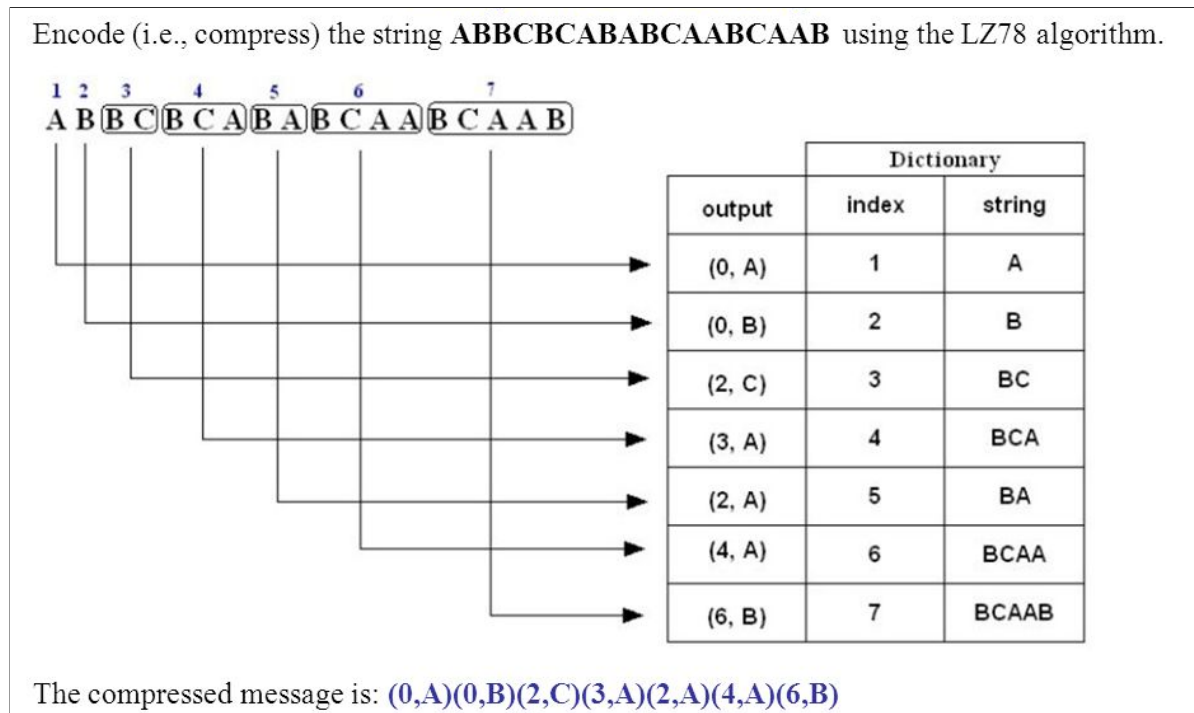 Encode (i.e., compress) the string ABBCBCABABCAABCAAB using the LZ78 algorithm.
1 2 3 4 5 6 7
A B B C B C A B A B C A A B C A A B
Dictionary
output index string
(0, A) 1 A
(0, B) 2 B
(2, C) 3 BC
(3, A) 4 BCA
(2, A) 5 BA
(4, A) 6 BCAA
(6, B) 7 BCAAB
The compressed message is: (0,A)(0,B)(2,C)(3,A)(2,A)(4,A)(6,B)